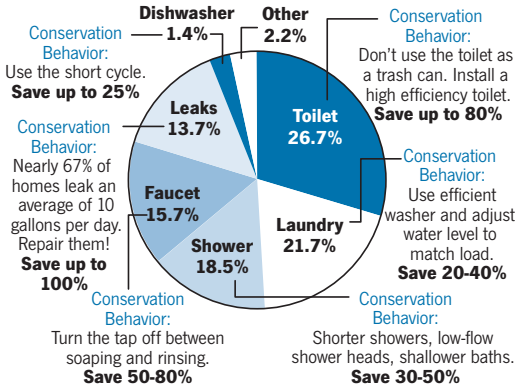 Dishwasher
1.4%
Other
2.2%
Conservation
Behavior:
Use the short cycle.
Save up to 25%
Conservation
Behavior:
Don't use the toilet as
a trash can. Install a
high efficiency toilet.
Save up to 80%
Leaks
13.7%
Toilet
26.7%
Conservation
Behavior:
Nearly 67% of
homes leak an
average of 10
gallons per day.
Repair them!
Save up to
100%
Conservation
Behavior:
Use efficient
washer and adjust
water level to
match load.
Save 20-40%
Faucet
15.7%
Laundry
21.7%
Shower
18.5%
Conservation
Behavior:
Turn the tap off between
soaping and rinsing.
Save 50-80%
Conservation
Behavior:
Shorter showers, low-flow
shower heads, shallower baths.
Save 30-50%